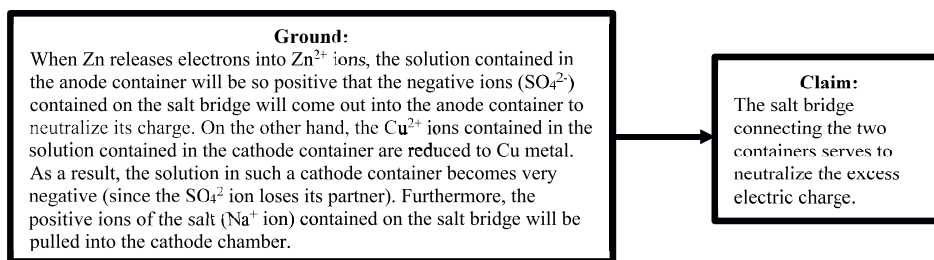 Ground:
When Zn releases electrons into Zn²⁺ ions, the solution contained in
the anode container will be so positive that the negative ions (SO₄²⁻)
contained on the salt bridge will come out into the anode container to
neutralize its charge. On the other hand, the Cu²⁺ ions contained in the
solution contained in the cathode container are reduced to Cu metal.
As a result, the solution in such a cathode container becomes very
negative (since the SO₄² ion loses its partner). Furthermore, the
positive ions of the salt (Na⁺ ion) contained on the salt bridge will be
pulled into the cathode chamber.
Claim:
The salt bridge
connecting the two
containers serves to
neutralize the excess
electric charge.